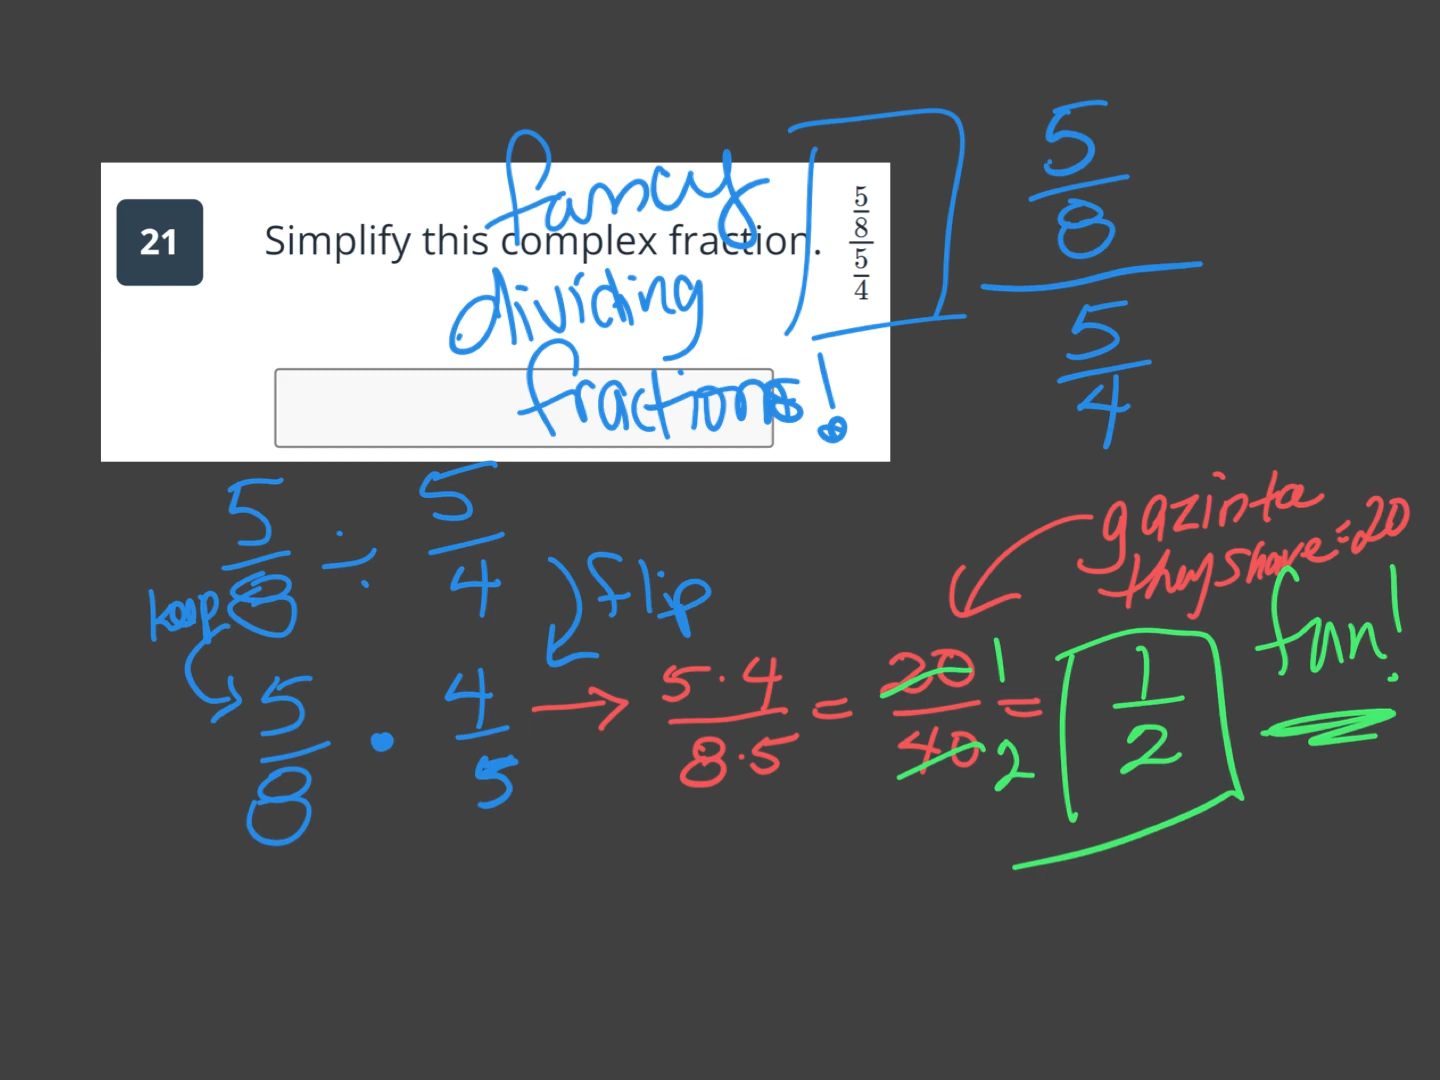 21 Simplify this complex fraction. 5/8 / 5/4
fancy
dividing
fractions!
5/8
5/4
5/8 ÷ 5/4
keep
flip
5/8 • 4/5 → 5·4/8·5 = 20/40 = 1/2
1
2
gazinta
they share = 20
fun!